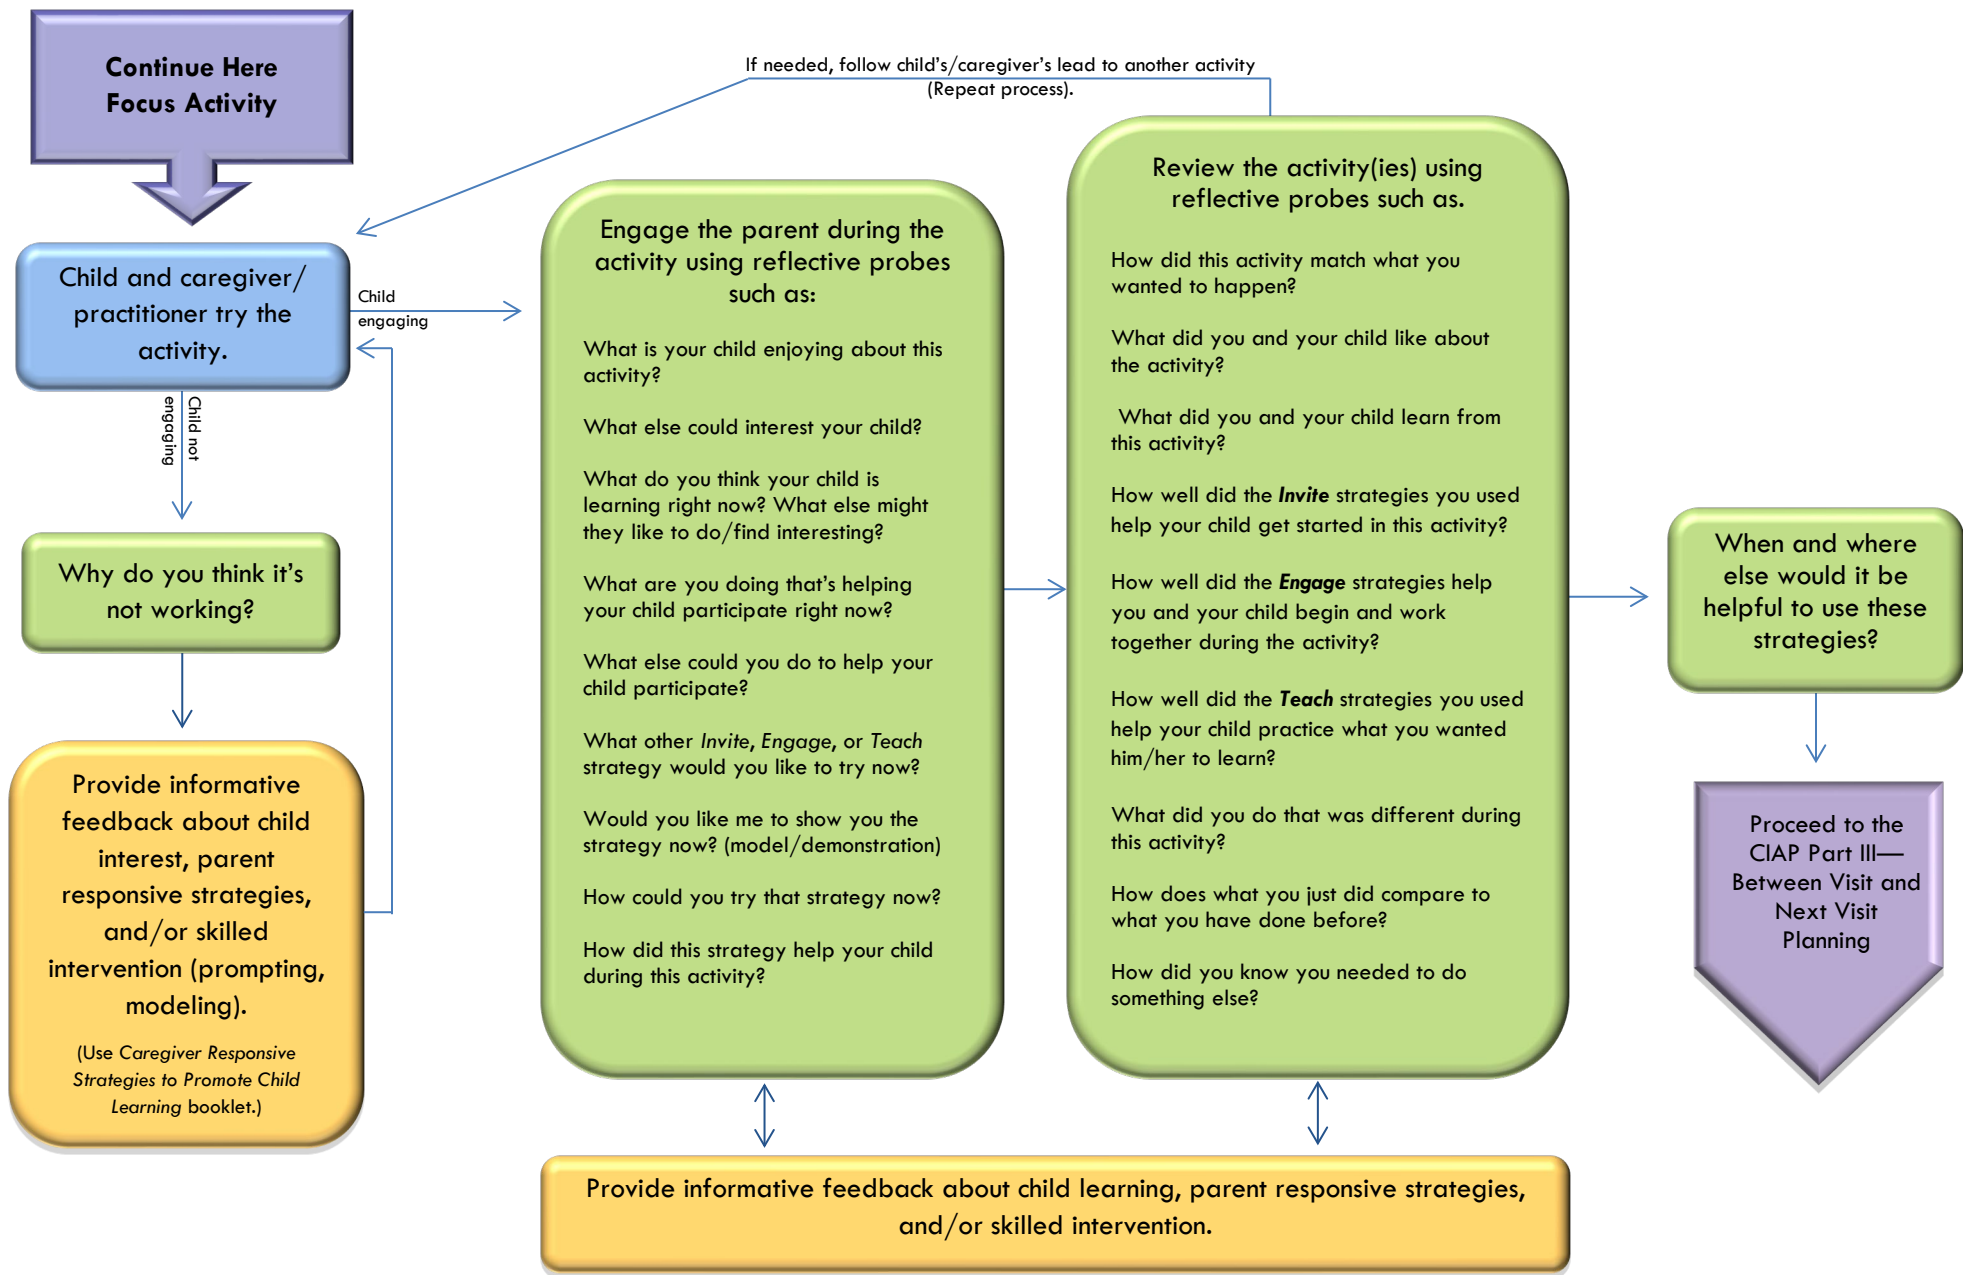 Continue Here
Focus Activity
If needed, follow child's/caregiver's lead to another activity
(Repeat process).
Child and caregiver/
practitioner try the
activity.
Child
engaging
Child not
engaging
Why do you think it's
not working?
Provide informative
feedback about child
interest, parent
responsive strategies,
and/or skilled
intervention (prompting,
modeling).
(Use Caregiver Responsive
Strategies to Promote Child
Learning booklet.)
Engage the parent during the
activity using reflective probes
such as:
What is your child enjoying about this
activity?
What else could interest your child?
What do you think your child is
learning right now? What else might
they like to do/find interesting?
What are you doing that's helping
your child participate right now?
What else could you do to help your
child participate?
What other Invite, Engage, or Teach
strategy would you like to try now?
Would you like me to show you the
strategy now? (model/demonstration)
How could you try that strategy now?
How did this strategy help your child
during this activity?
Review the activity(ies) using
reflective probes such as.
How did this activity match what you
wanted to happen?
What did you and your child like about
the activity?
What did you and your child learn from
this activity?
How well did the Invite strategies you used
help your child get started in this activity?
How well did the Engage strategies help
you and your child begin and work
together during the activity?
How well did the Teach strategies you used
help your child practice what you wanted
him/her to learn?
What did you do that was different during
this activity?
How does what you just did compare to
what you have done before?
How did you know you needed to do
something else?
Provide informative feedback about child learning, parent responsive strategies,
and/or skilled intervention.
When and where
else would it be
helpful to use these
strategies?
Proceed to the
CIAP Part III—
Between Visit and
Next Visit
Planning